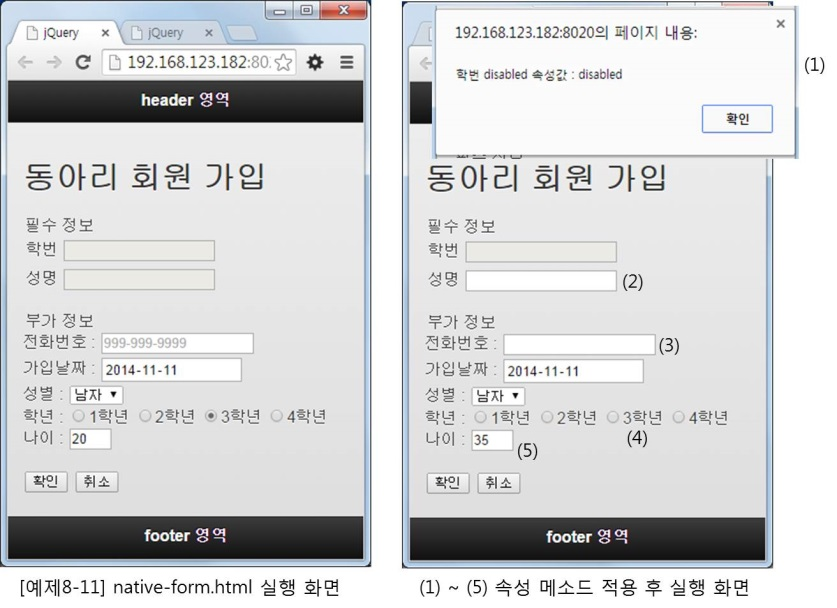 jQuery
jQuery
192.168.123.182:80.
header 영역
동아리 회원 가입
필수 정보
학번
성명
부가 정보
전화번호 : 999-999-9999
가입날짜 : 2014-11-11
성별 : 남자
학년 : 1학년 2학년 3학년 4학년
나이 : 20
확인 취소
footer 영역
[예제8-11] native-form.html 실행 화면
192.168.123.182:8020의 페이지 내용:
학번 disabled 속성값 : disabled
확인
(1)
동아리 회원 가입
필수 정보
학번
성명 (2)
부가 정보
전화번호 : (3)
가입날짜 : 2014-11-11
성별 : 남자
학년 : 1학년 2학년 3학년 4학년
(4)
나이 : 35 (5)
확인 취소
footer 영역
(1) ~ (5) 속성 메소드 적용 후 실행 화면